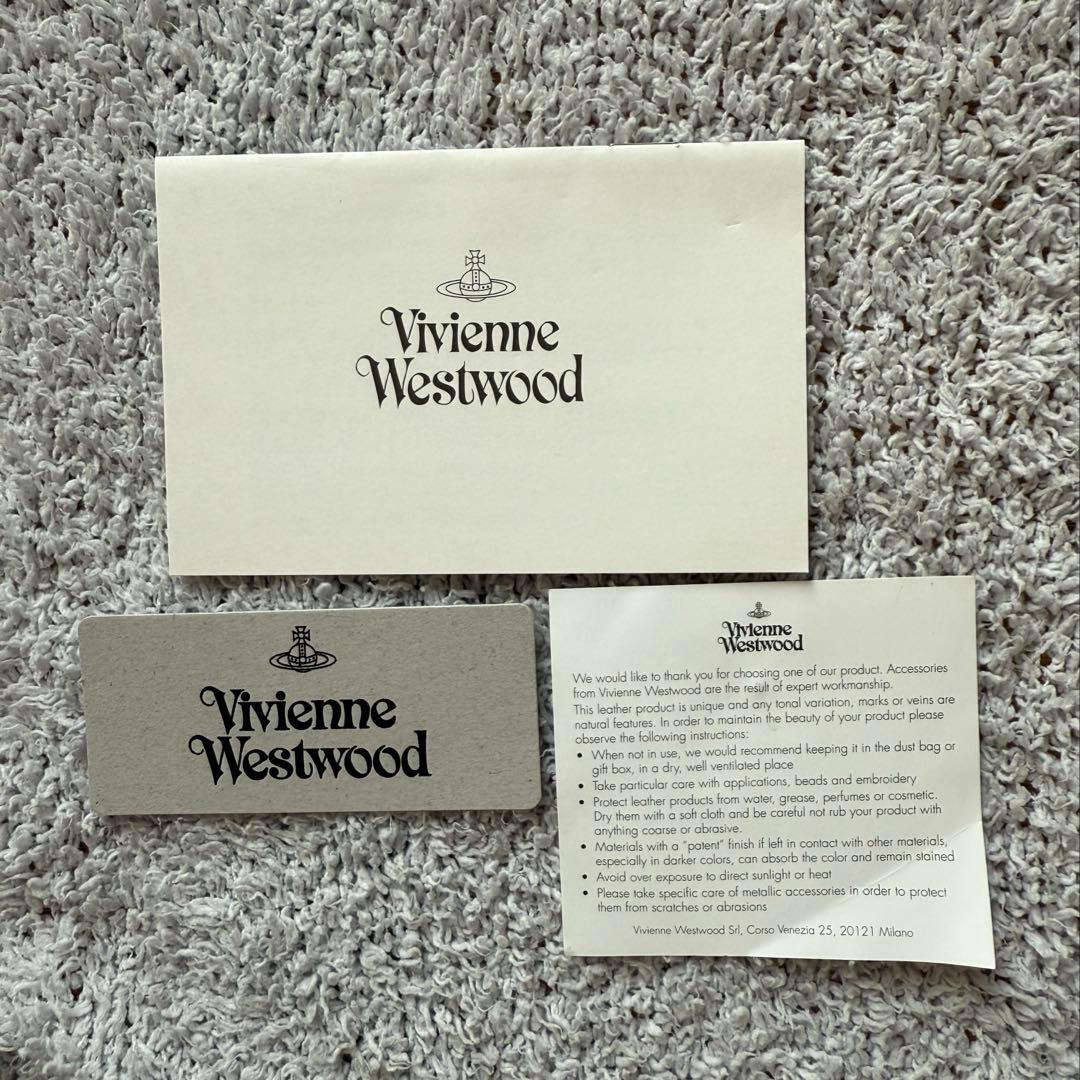 Vivienne
Westwood
Vivienne
Westwood
Vivienne
Westwood
We would like to thank you for choosing one of our product. Accessories
from Vivienne Westwood are the result of expert workmanship.
This leather product is unique and any tonal variation, marks or veins are
natural features. In order to maintain the beauty of your product please
observe the following instructions:
• When not in use, we would recommend keeping it in the dust bag or
gift box, in a dry, well ventilated place
• Take particular care with applications, beads and embroidery
• Protect leather products from water, grease, perfumes or cosmetic.
Dry them with a soft cloth and be careful not rub your product with
anything coarse or abrasive.
• Materials with a "patent" finish if left in contact with other materials,
especially in darker colors, can absorb the color and remain stained
• Avoid over exposure to direct sunlight or heat
• Please take specific care of metallic accessories in order to protect
them from scratches or abrasions
Vivienne Westwood Srl, Corso Venezia 25, 20121 Milano